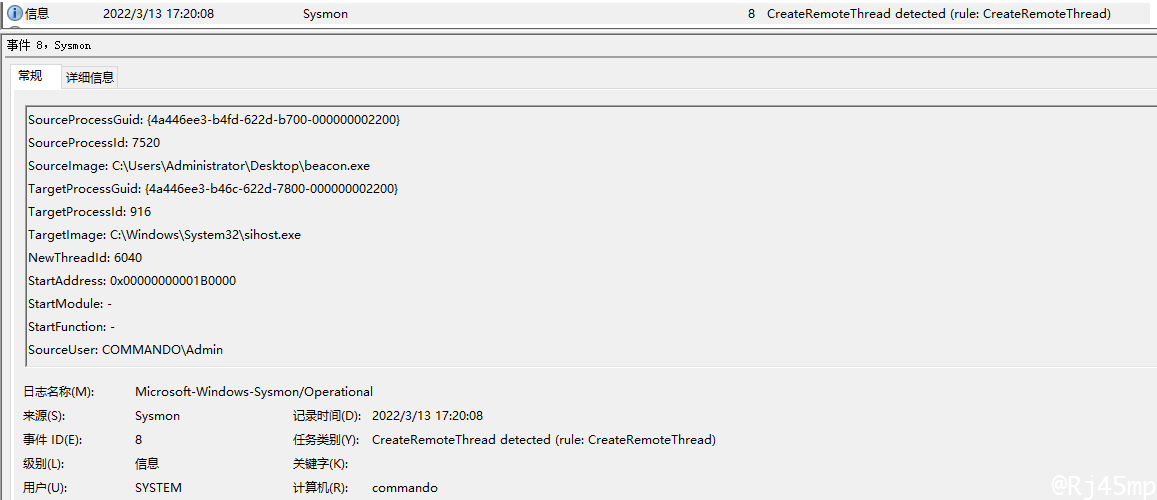 信息 2022/3/13 17:20:08 Sysmon 8 CreateRemoteThread detected (rule: CreateRemoteThread)
事件 8，Sysmon
常规 详细信息
SourceProcessGuid: {4a446ee3-b4fd-622d-b700-000000002200}
SourceProcessId: 7520
SourceImage: C:\Users\Administrator\Desktop\beacon.exe
TargetProcessGuid: {4a446ee3-b46c-622d-7800-000000002200}
TargetProcessId: 916
TargetImage: C:\Windows\System32\sihost.exe
NewThreadId: 6040
StartAddress: 0x00000000001B0000
StartModule: -
StartFunction: -
SourceUser: COMMANDO\Admin
日志名称(M): Microsoft-Windows-Sysmon/Operational
来源(S): Sysmon 记录时间(D): 2022/3/13 17:20:08
事件 ID(E): 8 任务类别(Y): CreateRemoteThread detected (rule: CreateRemoteThread)
级别(L): 信息 关键字(K):
用户(U): SYSTEM 计算机(R): commando
@Rj45mp